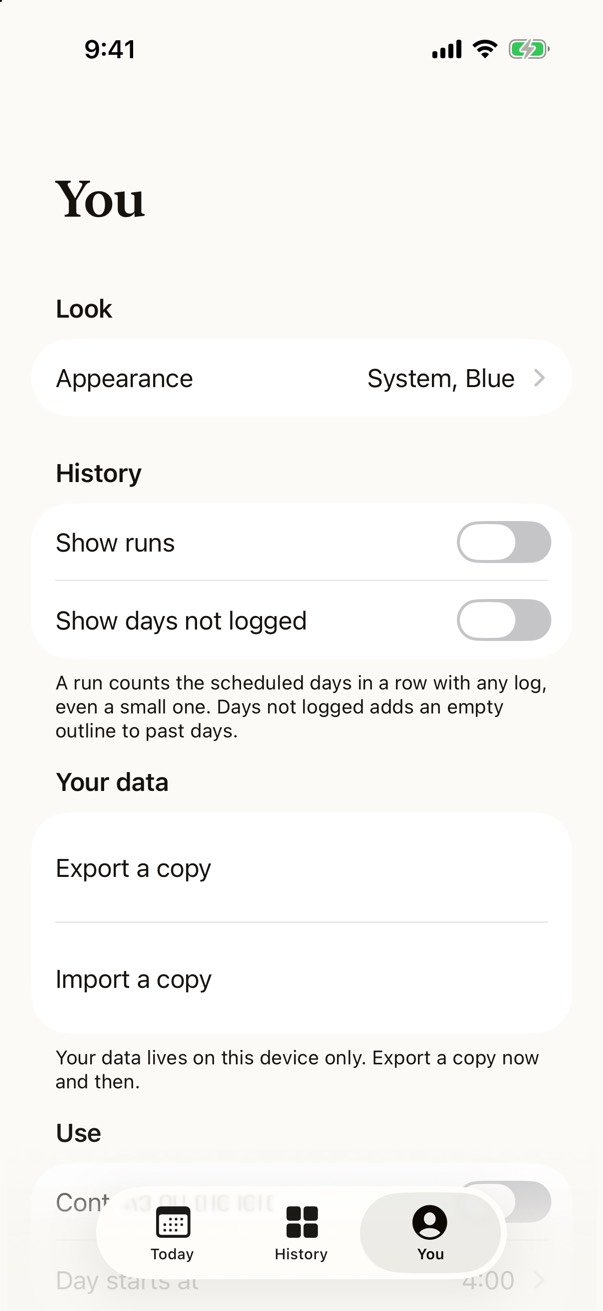 9:41
You
Look
Appearance System, Blue
History
Show runs
Show days not logged
A run counts the scheduled days in a row with any log,
even a small one. Days not logged adds an empty
outline to past days.
Your data
Export a copy
Import a copy
Your data lives on this device only. Export a copy now
and then.
Use
Day starts at 4:00
Today History You